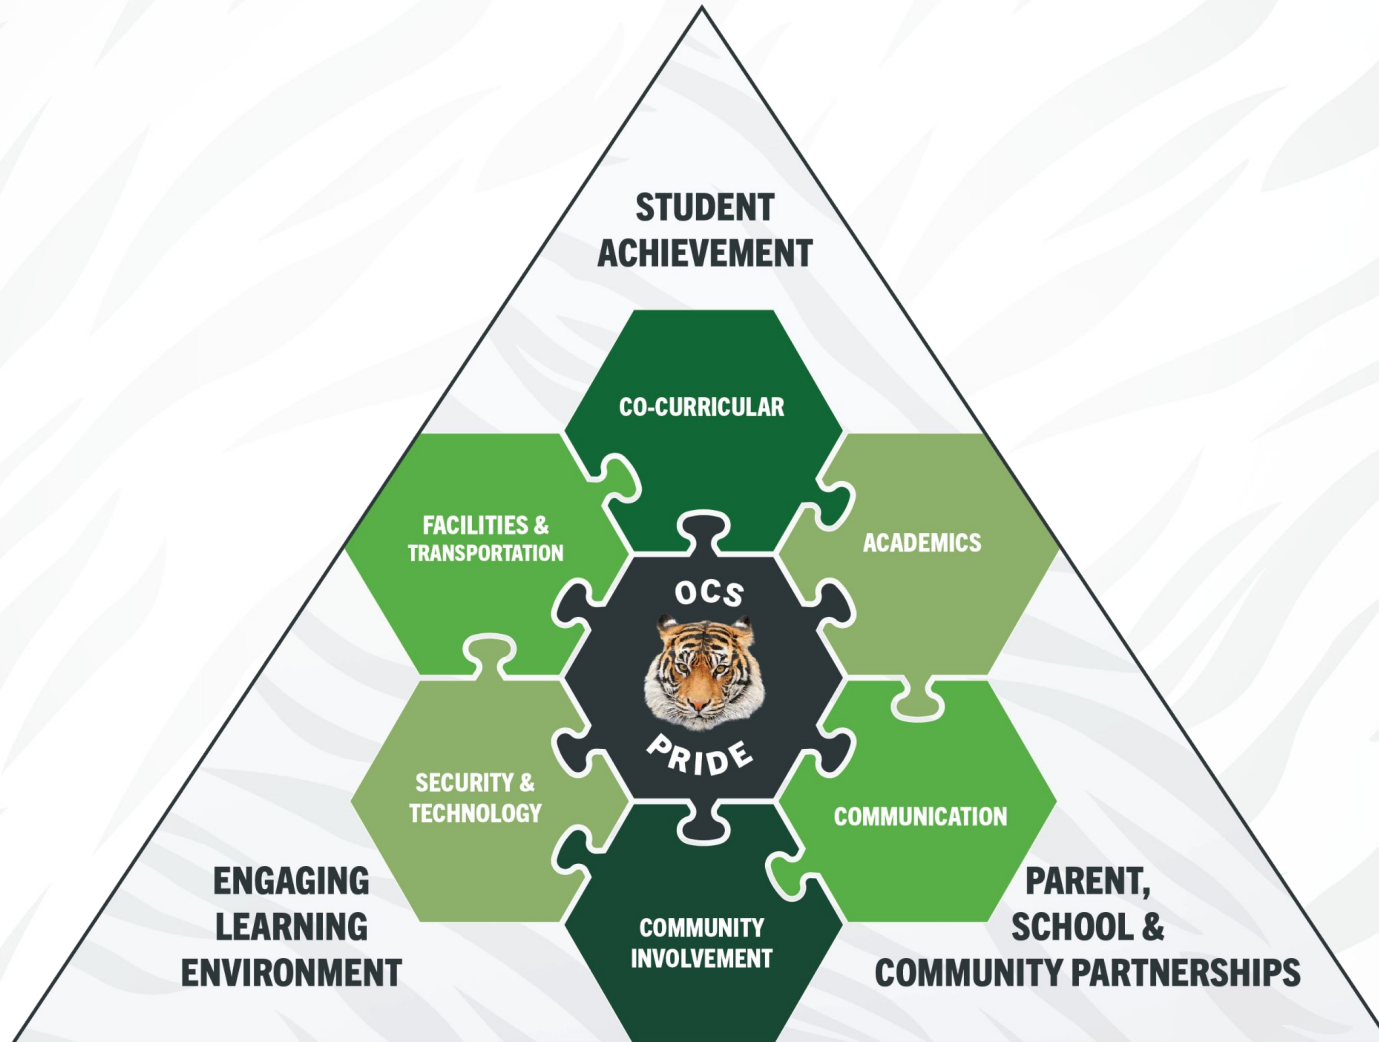 STUDENT
ACHIEVEMENT
CO-CURRICULAR
FACILITIES &
TRANSPORTATION
ACADEMICS
OCS
PRIDE
SECURITY &
TECHNOLOGY
COMMUNICATION
COMMUNITY
INVOLVEMENT
ENGAGING
LEARNING
ENVIRONMENT
PARENT,
SCHOOL &
COMMUNITY PARTNERSHIPS